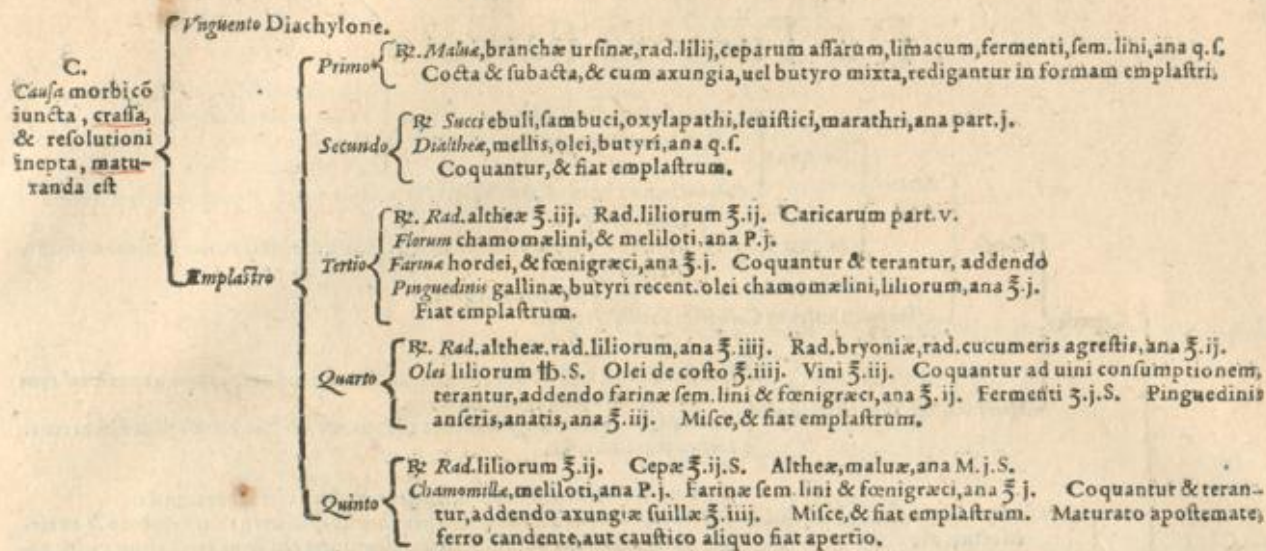 Vnguento Diachylone.
C.
Causa morbi cō
iuncta, crassa,
& resolutioni
inepta, matu-
randa est
Emplastro
Primo
℞. Maluæ, branchæ ursinæ, rad. lilij, ceparum assarum, limacum, fermenti, sem. lini, ana q. s.
Cocta & subacta, & cum axungia, uel butyro mixta, redigantur in formam emplastri.
Secundo
℞ Succi ebuli, sambuci, oxylapathi, leuistici, marathri, ana part. j.
Dialtheæ, mellis, olei, butyri, ana q. s.
Coquantur, & fiat emplastrum.
Tertio
℞. Rad. altheæ ℥.iij. Rad. liliorum ℥.ij. Caricarum part. v.
Florum chamomælini, & meliloti, ana P. j.
Farinæ hordei, & fœnigræci, ana ℥.j. Coquantur & terantur, addendo
Pinguedinis gallinæ, butyri recent. olei chamomælini, liliorum, ana ℥.j.
Fiat emplastrum.
Quarto
℞. Rad. altheæ. rad. liliorum, ana ℥.iiij. Rad. bryoniæ, rad. cucumeris agrestis, ana ℥.ij.
Olei liliorum ℔.S. Olei de costo ℥.iiij. Vini ℥.iij. Coquantur ad uini consumptionem,
terantur, addendo farinæ sem. lini & fœnigræci, ana ℥.ij. Fermenti ʒ.j.S. Pinguedinis
anseris, anatis, ana ℥.iij. Misce, & fiat emplastrum.
Quinto
℞ Rad. liliorum ℥.ij. Cepæ ℥.ij.S. Altheæ, maluæ, ana M. j. S.
Chamomillæ, meliloti, ana P. j. Farinæ sem. lini & fœnigræci, ana ℥.j. Coquantur & teran-
tur, addendo axungiæ suillæ ℥.iiij. Misce, & fiat emplastrum. Maturato apostemate,
ferro candente, aut caustico aliquo fiat apertio.